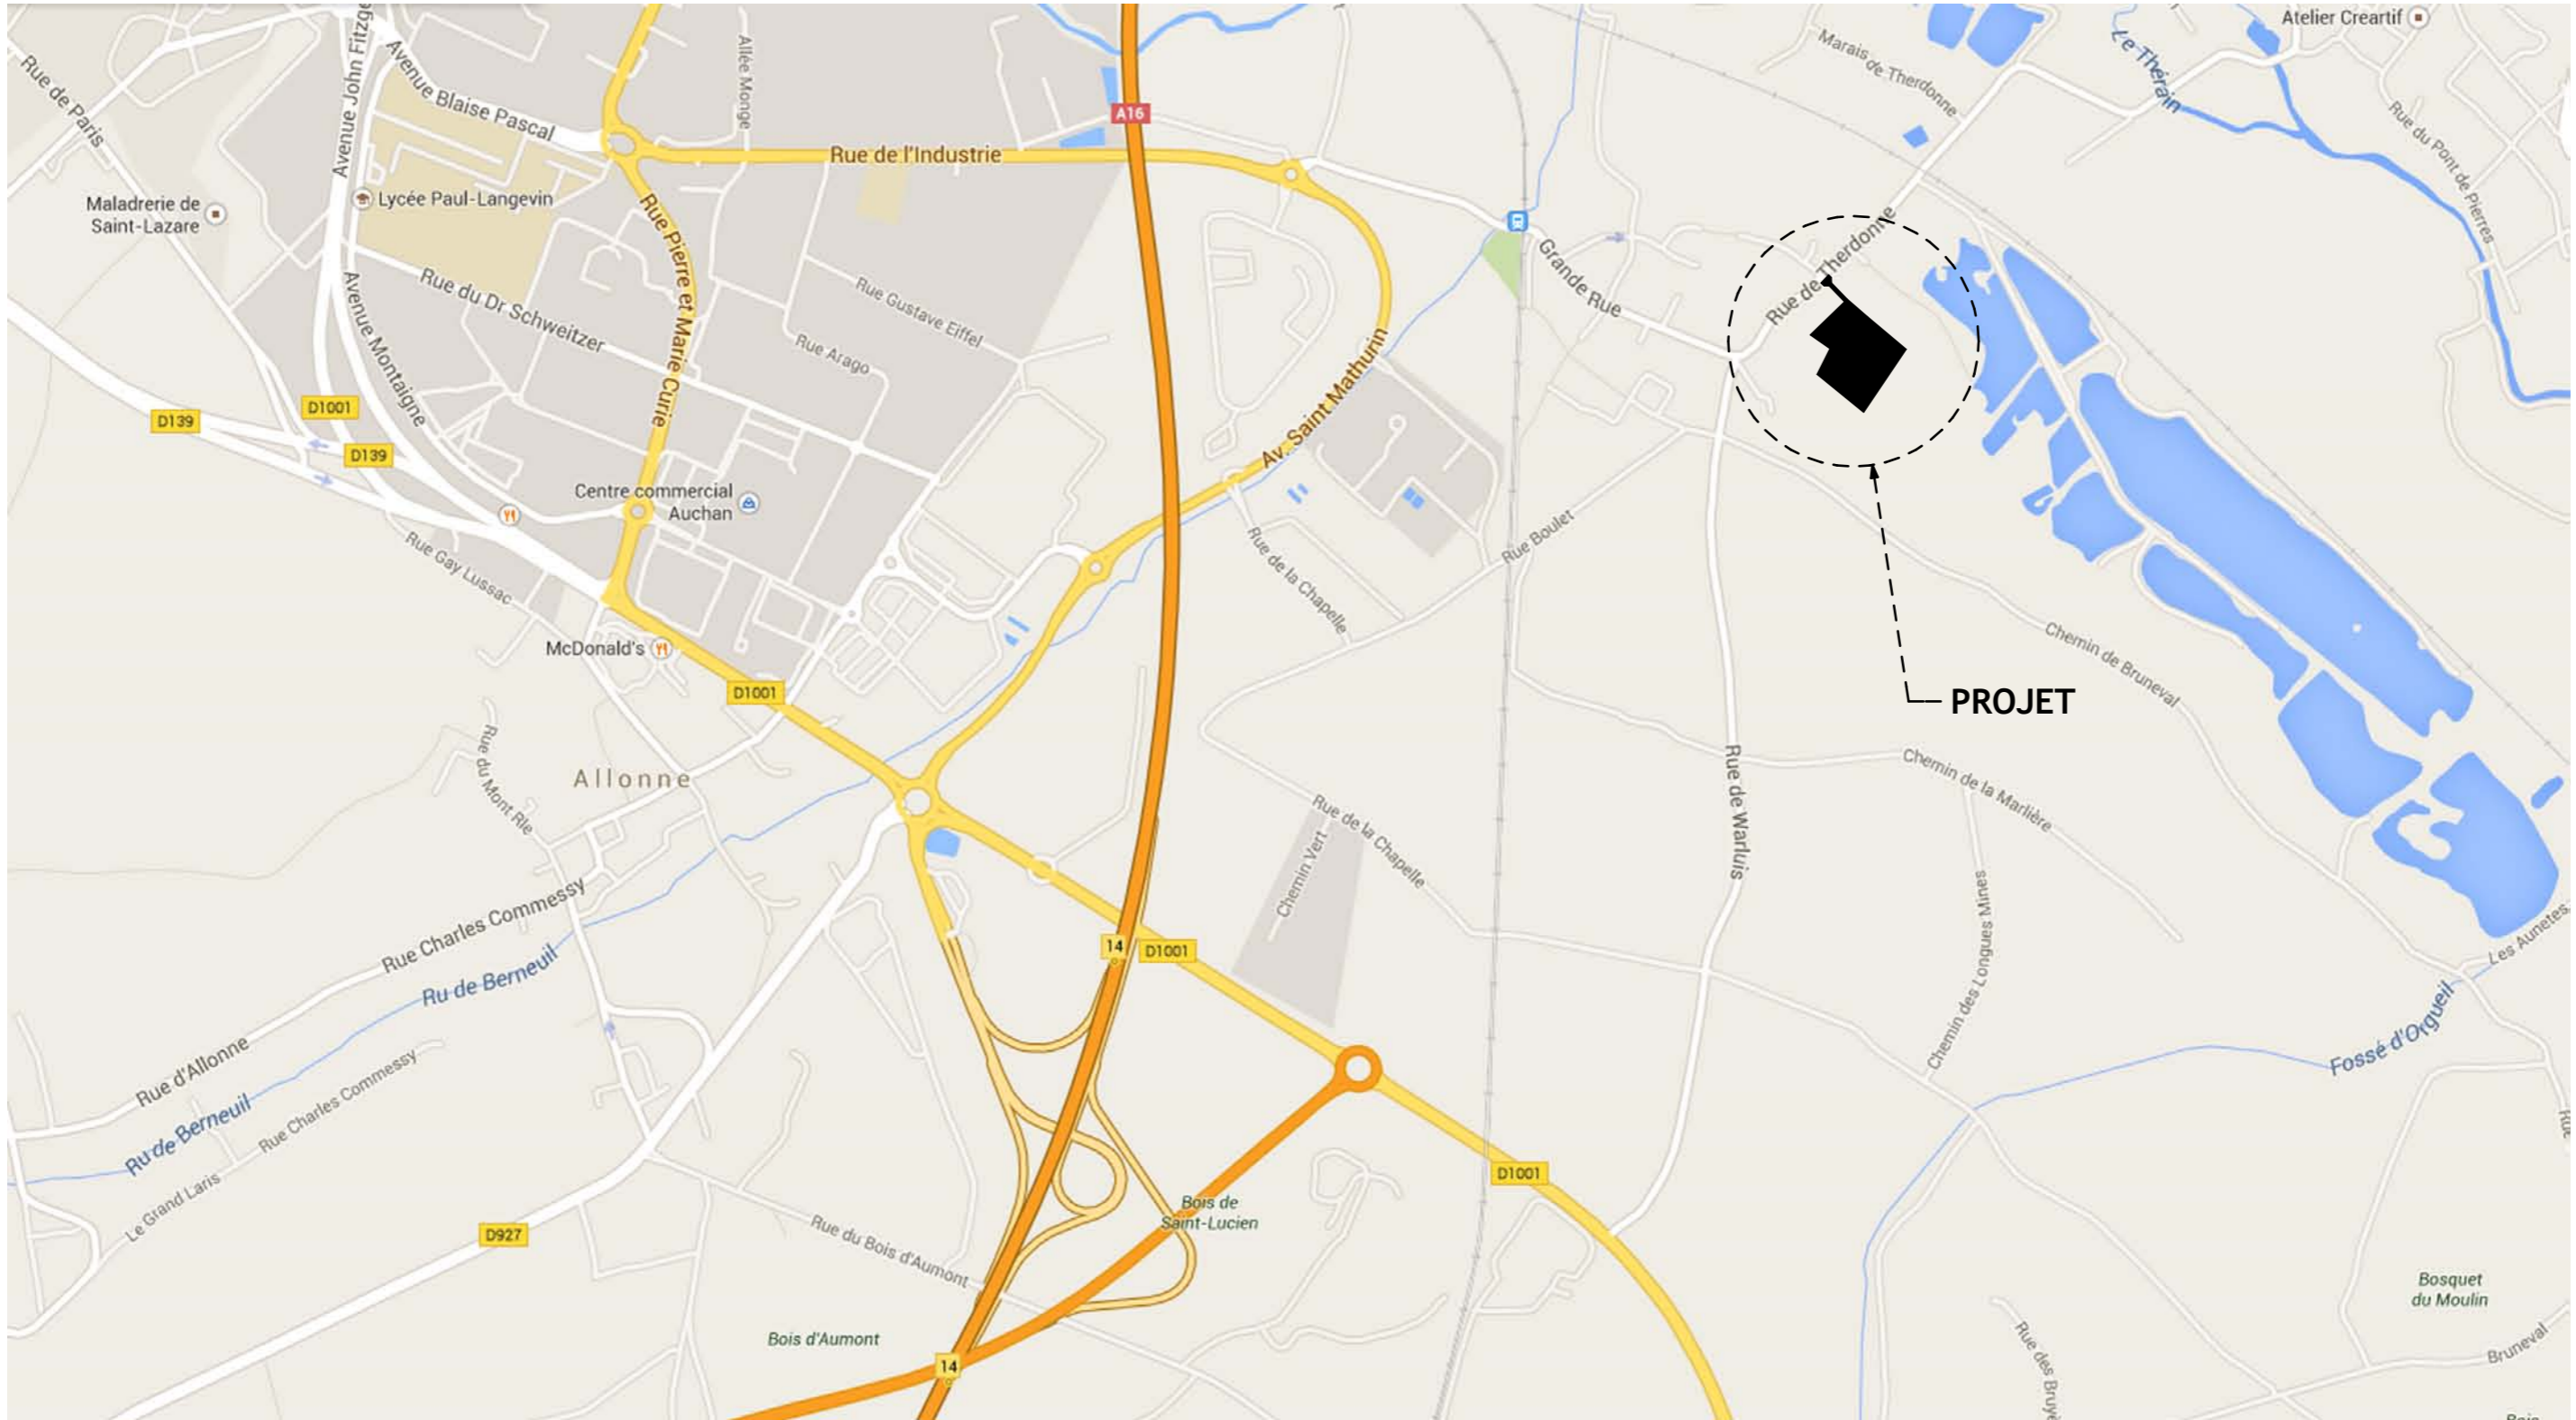 Atelier Creartif
Rue de Paris
Avenue John Fitzge
Avenue Blaise Pascal
Allée Monge
A16
Marais de Therdonne
Le Thérain
Rue du Pont de Pierres
Rue de l'Industrie
Maladrerie de
Saint-Lazare
Lycée Paul-Langevin
Rue Pierre et Marie Curie
Rue du Dr Schweitzer
Avenue Montaigne
Rue Gustave Eiffel
Rue Arago
Grande Rue
Rue de Therdonne
Av. Saint Mathurin
D139
D1001
D139
Centre commercial
Auchan
Rue Gay Lussac
Rue de la Chapelle
Rue Boulet
McDonald's
D1001
Chemin de Bruneval
PROJET
Allonne
Rue du Mont Rle
Rue de Warluis
Chemin de la Marlière
Rue de la Chapelle
Chemin Vert
Rue Charles Commessy
Ru de Berneuil
14
D1001
Chemin des Longues Mines
Les Aunetes
Fossé d'Orgueil
Rue d'Allonne
Ru de Berneuil
Rue Charles Commessy
Le Grand Laris
D1001
Rue
D927
Bois de
Saint-Lucien
Rue du Bois d'Aumont
Bosquet
du Moulin
Bois d'Aumont
14
Rue des Bruyè
Bruneval